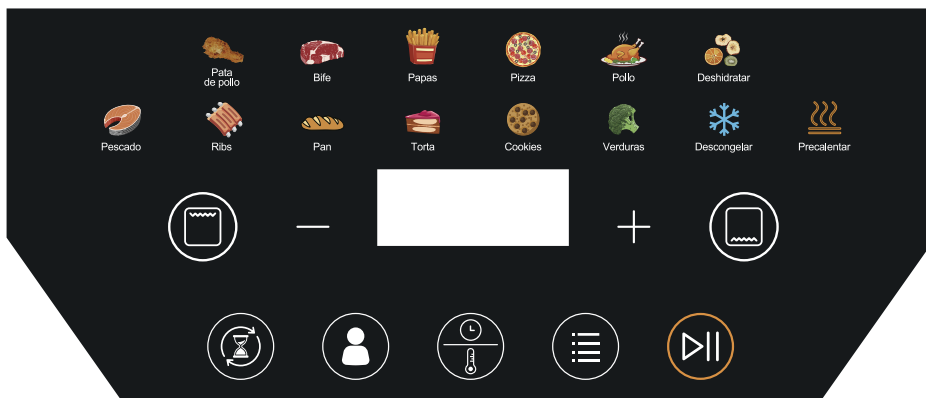 Pata
de pollo
Bife
Papas
Pizza
Pollo
Deshidratar
Pescado
Ribs
Pan
Torta
Cookies
Verduras
Descongelar
Precalentar